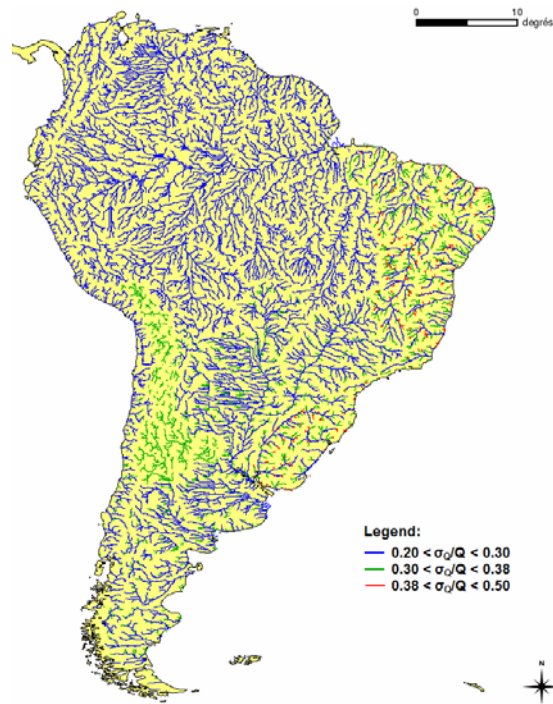 0 10
degrés
Legend:
0.20 < σQ/Q < 0.30
0.30 < σQ/Q < 0.38
0.38 < σQ/Q < 0.50
N